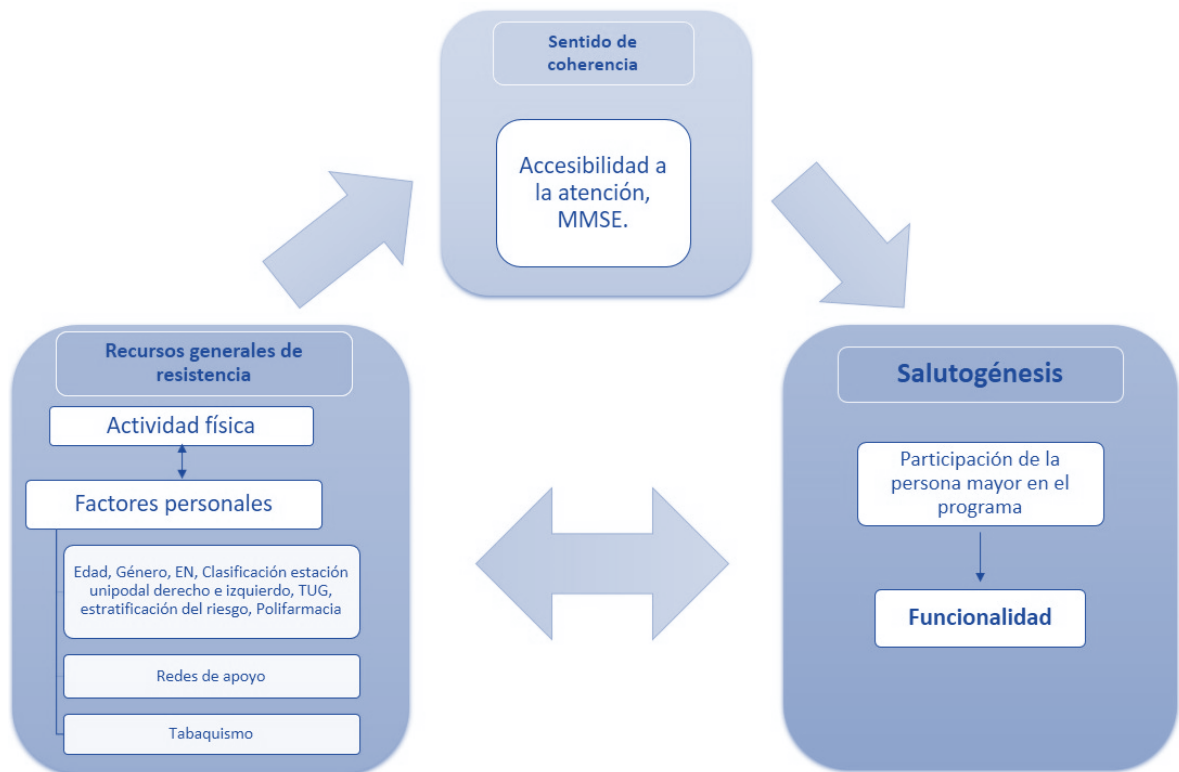 Sentido de
coherencia
Accesibilidad a
la atención,
MMSE.
Recursos generales de
resistencia
Actividad física
Factores personales
Edad, Género, EN, Clasificación estación
unipodal derecho e izquierdo, TUG,
estratificación del riesgo, Polifarmacia
Redes de apoyo
Tabaquismo
Salutogénesis
Participación de la
persona mayor en el
programa
Funcionalidad